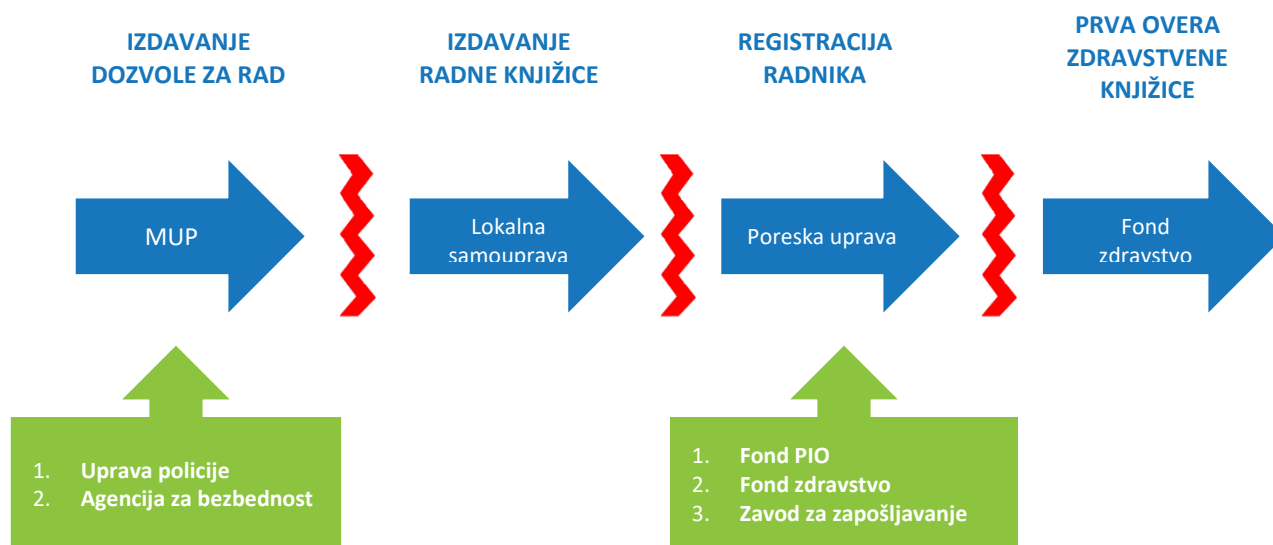 IZDAVANJE
DOZVOLE ZA RAD
IZDAVANJE
RADNE KNJIŽICE
REGISTRACIJA
RADNIKA
PRVA OVERA
ZDRAVSTVENE
KNJIŽICE
MUP
Lokalna
samouprava
Poreska uprava
Fond
zdravstvo
1. Uprava policije
2. Agencija za bezbednost
1. Fond PIO
2. Fond zdravstvo
3. Zavod za zapošljavanje